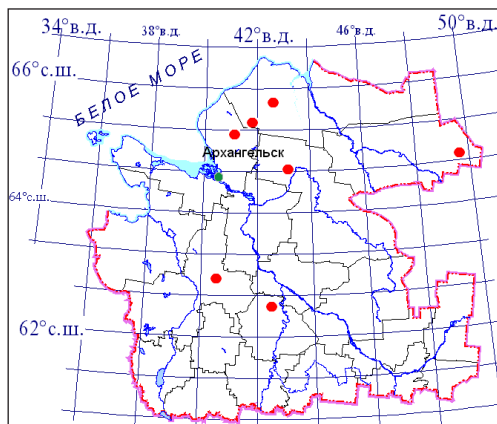 34°в.д.
38°в.д.
42°в.д.
46°в.д.
50°в.д.
66°с.ш.
БЕЛОЕ МОРЕ
Архангельск
64°с.ш.
62°с.ш.